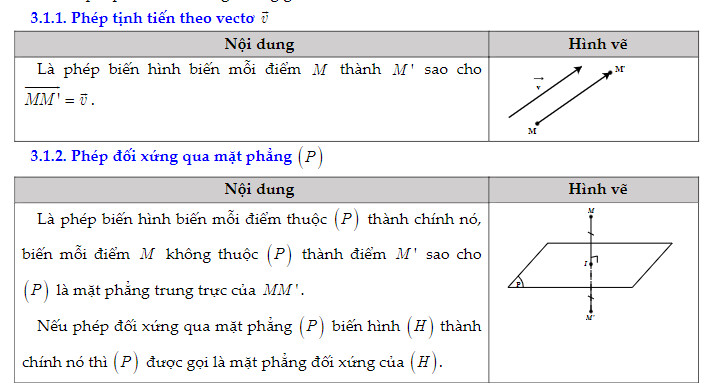 3.1.1. Phép tịnh tiến theo vectơ v⃗
Nội dung
Hình vẽ
Là phép biến hình biến mỗi điểm M thành M' sao cho
MM'⃗ = v⃗ .
v⃗
M'
M
3.1.2. Phép đối xứng qua mặt phẳng (P)
Nội dung
Hình vẽ
Là phép biến hình biến mỗi điểm thuộc (P) thành chính nó,
biến mỗi điểm M không thuộc (P) thành điểm M' sao cho
(P) là mặt phẳng trung trực của MM'.
Nếu phép đối xứng qua mặt phẳng (P) biến hình (H) thành
chính nó thì (P) được gọi là mặt phẳng đối xứng của (H).
M
I
P
M'